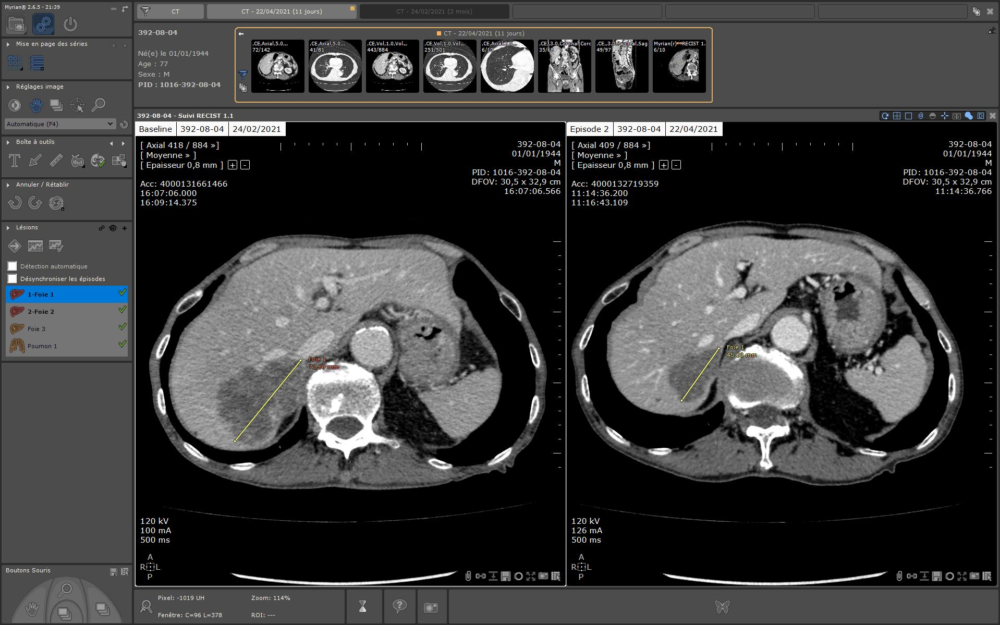 Myrian® 2.6.5 - 21:39
CT
CT - 22/04/2021 (11 jours)
CT - 24/02/2021 (2 mois)
Mise en page des séries
Réglages image
Automatique (F4)
Boîte à outils
Annuler / Rétablir
Lésions
Détection automatique
Désynchroniser les épisodes
1-Foie 1
2-Foie 2
Foie 3
Poumon 1
Boutons Souris
392-08-04
Né(e) le 01/01/1944
Age : 77
Sexe : M
PID : 1016-392-08-04
CT - 22/04/2021 (11 jours)
,CE,Axial,5.0,,,
72/142
,CE,Axial,5.0,,,
41/81
,CE,Vol,1.0,Vol,,,
443/884
,CE,Vol,1.0,Vol,,,
251/501
,CE,Axial,2.0,,,
6/10
,CE,,3.0,Coronal,Corc
35/68
,CE,,3.0,Sagittal,Sag
49/97
Myrian(r)--RECIST 1.
6/10
392-08-04 - Suivi RECIST 1.1
Baseline 392-08-04 24/02/2021
[ Axial 418 / 884 »]
[ Moyenne » ]
[ Epaisseur 0,8 mm ] + -
Acc: 4000131661466
16:07:06.000
16:09:14.375
392-08-04
01/01/1944
M
PID: 1016-392-08-04
DFOV: 30,5 x 32,9 cm
16:07:06.566
Foie 1
73,69 mm
120 kV
100 mA
500 ms
A
R L
P
Episode 2 392-08-04 22/04/2021
[ Axial 409 / 884 »]
[ Moyenne » ]
[ Epaisseur 0,8 mm ] + -
Acc: 4000132719359
11:14:36.200
11:16:43.109
392-08-04
01/01/1944
M
PID: 1016-392-08-04
DFOV: 30,5 x 32,9 cm
11:14:36.766
Foie 1
45,28 mm
120 kV
126 mA
500 ms
A
R L
P
Pixel: -1019 UH
Zoom: 114%
Fenêtre: C=96 L=378
ROI: ---